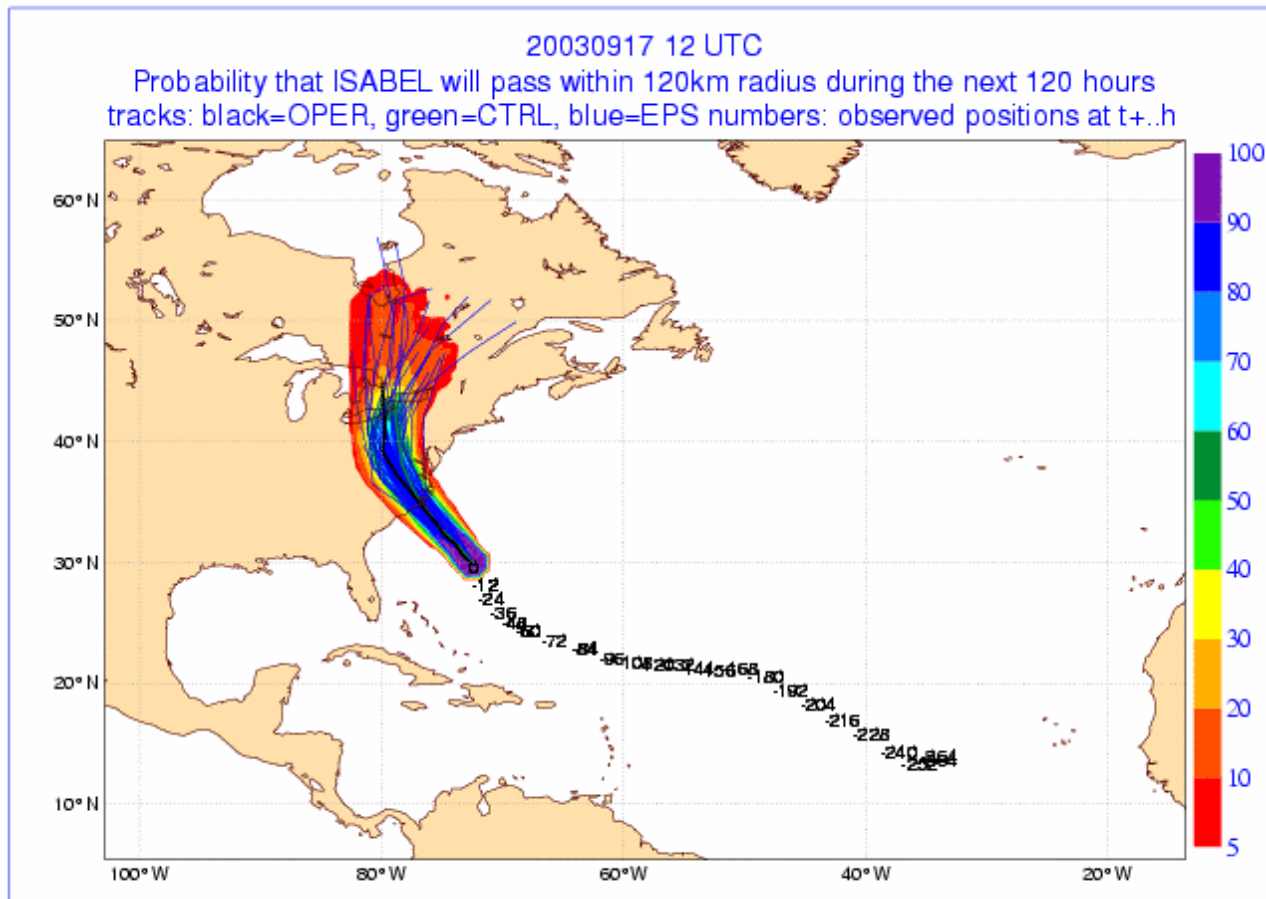 20030917 12 UTC
Probability that ISABEL will pass within 120km radius during the next 120 hours
tracks: black=OPER, green=CTRL, blue=EPS numbers: observed positions at t+..h
100
60°N
90
80
50°N
70
60
40°N
50
40
30°N
-12
-24
-36
30
-72
-84
-96
20
20°N
-180
-192
-204
-216
-228
10
-240
10°N
5
100°W
80°W
60°W
40°W
20°W